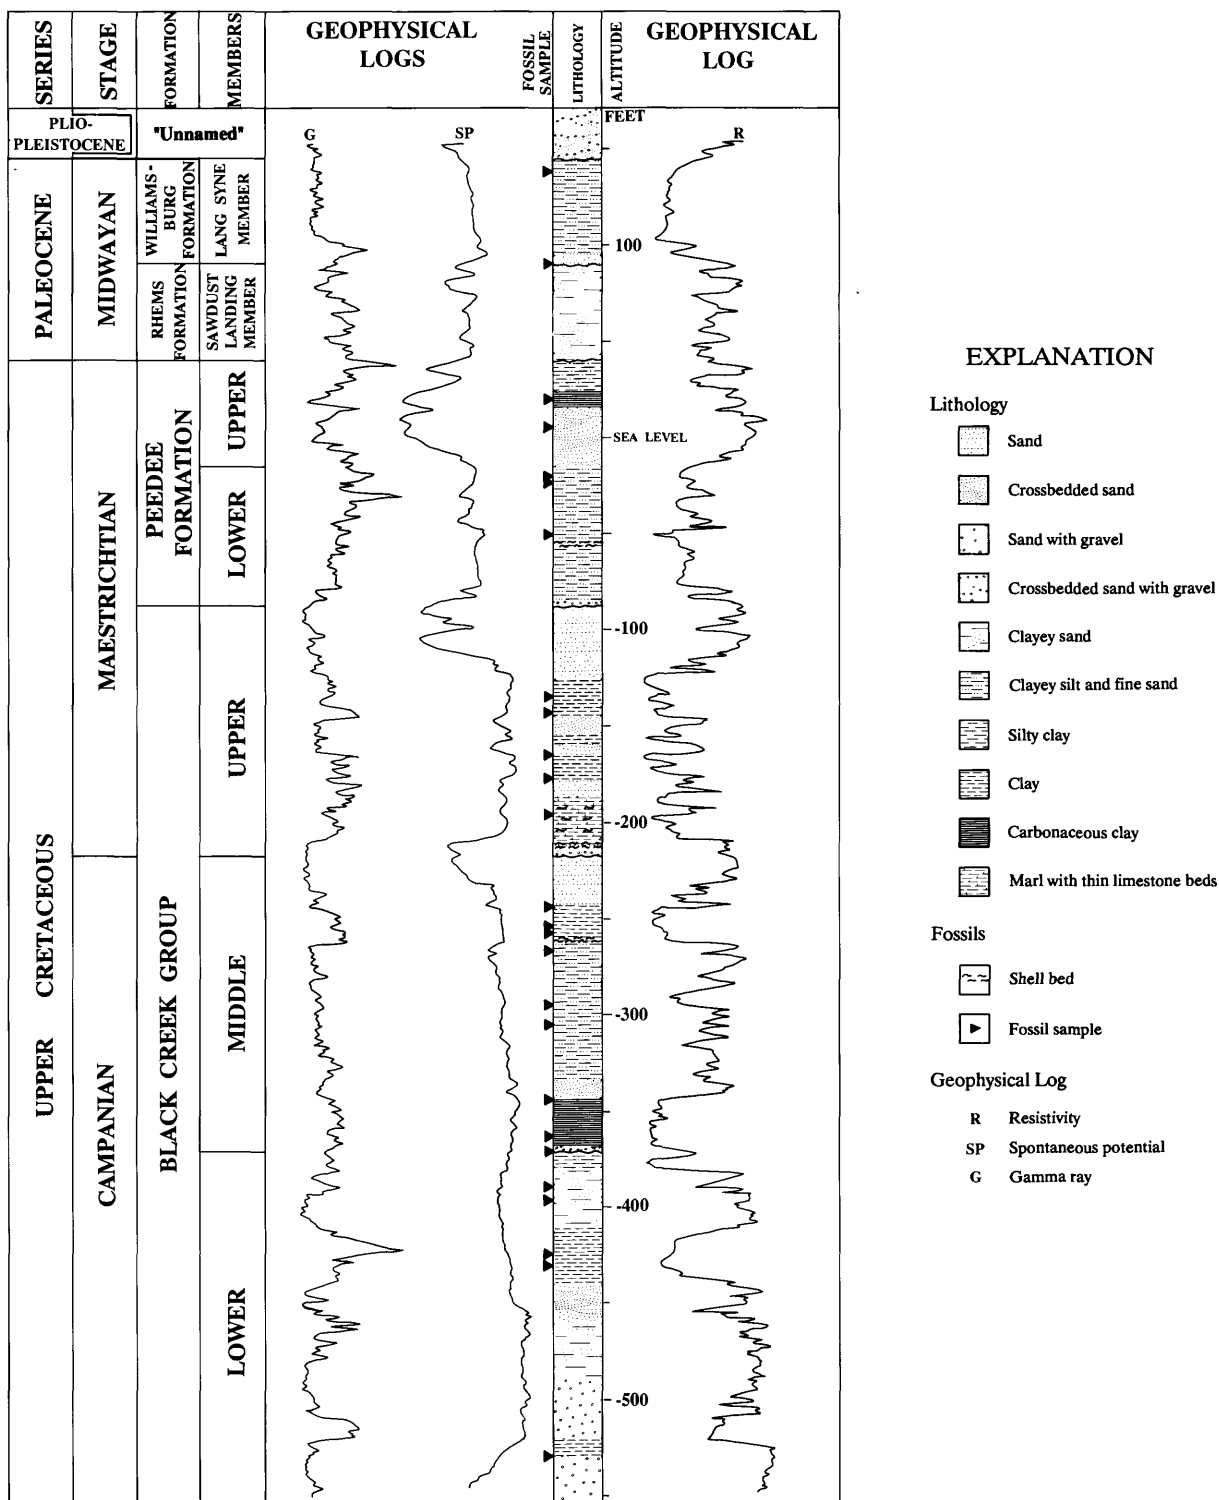 SERIES
STAGE
FORMATION
MEMBERS
GEOPHYSICAL
LOGS
FOSSIL
SAMPLE
LITHOLOGY
ALTITUDE
GEOPHYSICAL
LOG
PLIO-
PLEISTOCENE
"Unnamed"
G
SP
FEET
R
PALEOCENE
MIDWAYAN
WILLIAMS-
BURG
FORMATION
LANG SYNE
MEMBER
100
RHEMS
FORMATION
SAWDUST
LANDING
MEMBER
UPPER CRETACEOUS
MAESTRICHTIAN
PEEDEE
FORMATION
UPPER
SEA LEVEL
LOWER
-100
UPPER
-200
CAMPANIAN
BLACK CREEK GROUP
MIDDLE
-300
LOWER
-400
-500
EXPLANATION
Lithology
Sand
Crossbedded sand
Sand with gravel
Crossbedded sand with gravel
Clayey sand
Clayey silt and fine sand
Silty clay
Clay
Carbonaceous clay
Marl with thin limestone beds
Fossils
Shell bed
Fossil sample
Geophysical Log
R Resistivity
SP Spontaneous potential
G Gamma ray